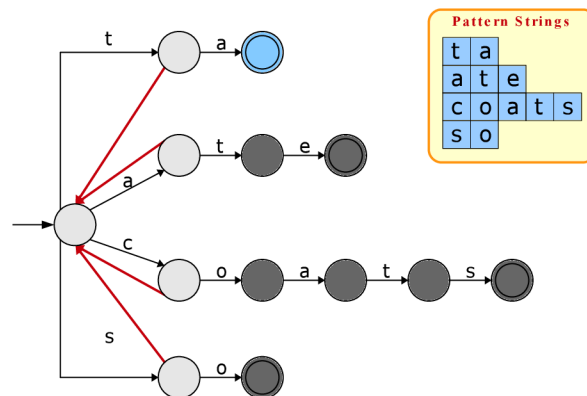 Pattern Strings
t a
a t e
c o a t s
s o
t a
a t e
c o a t s
s o